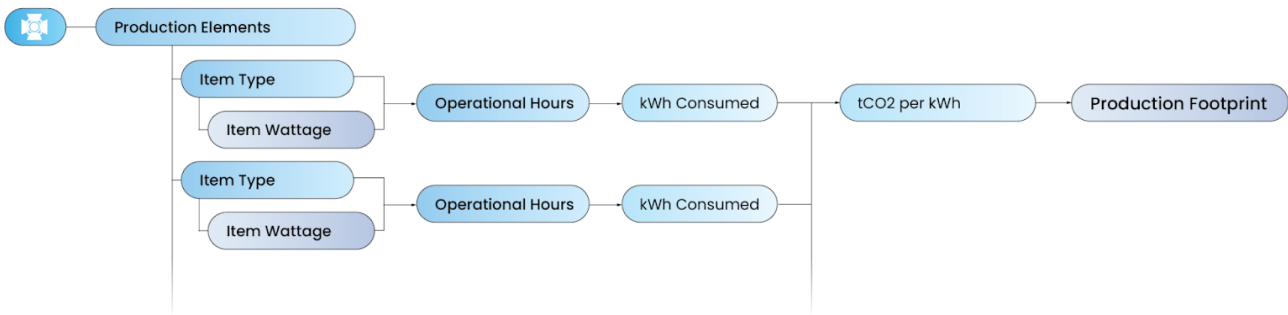 Production Elements
Item Type
Item Wattage
Operational Hours
kWh Consumed
tCO2 per kWh
Production Footprint
Item Type
Item Wattage
Operational Hours
kWh Consumed